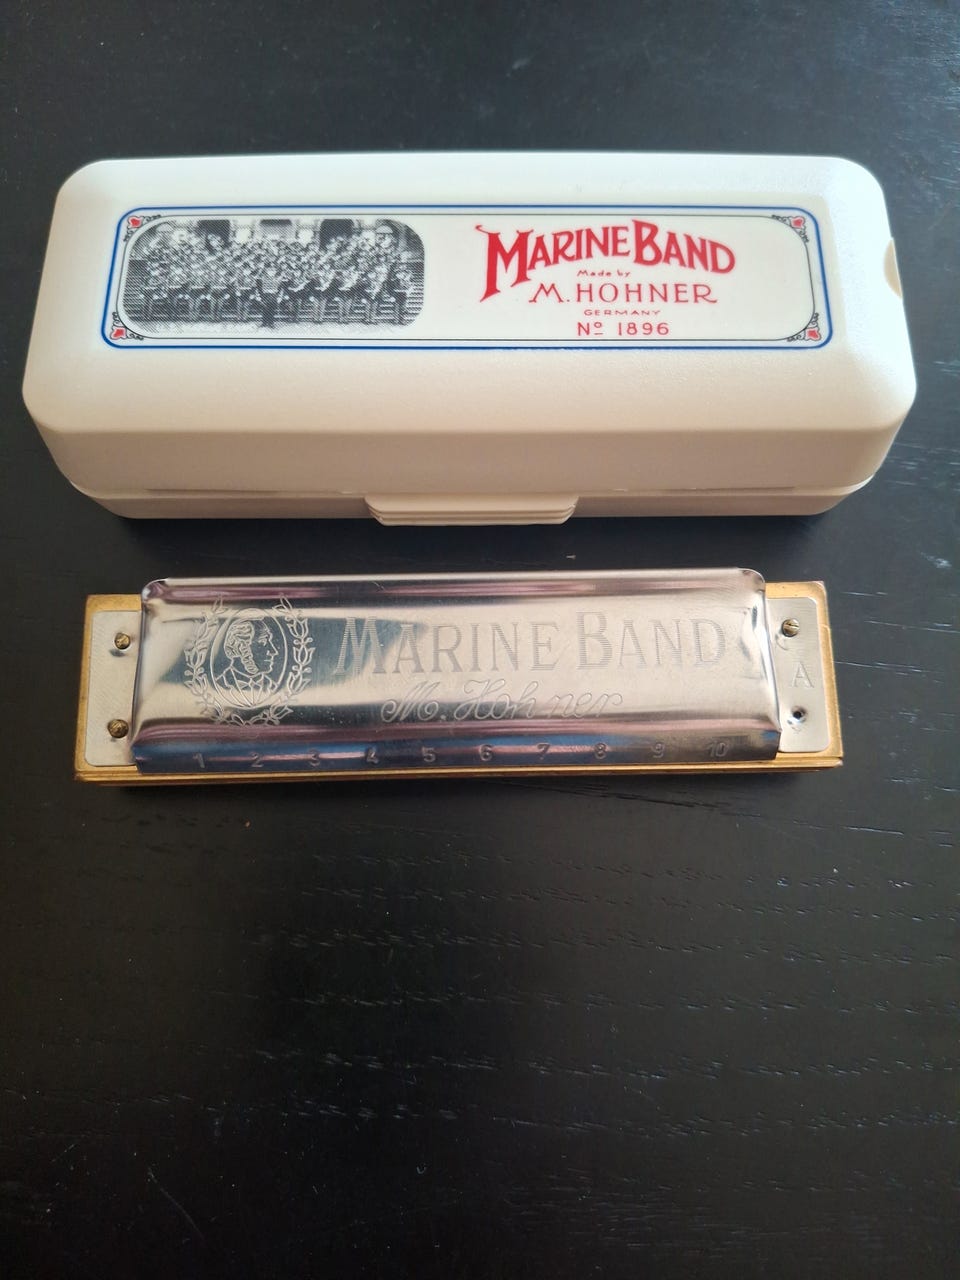 MARINE BAND
Made by
M. HOHNER
GERMANY
Nº 1896
MARINE BAND
M. Hohner
A
1 2 3 4 5 6 7 8 9 10